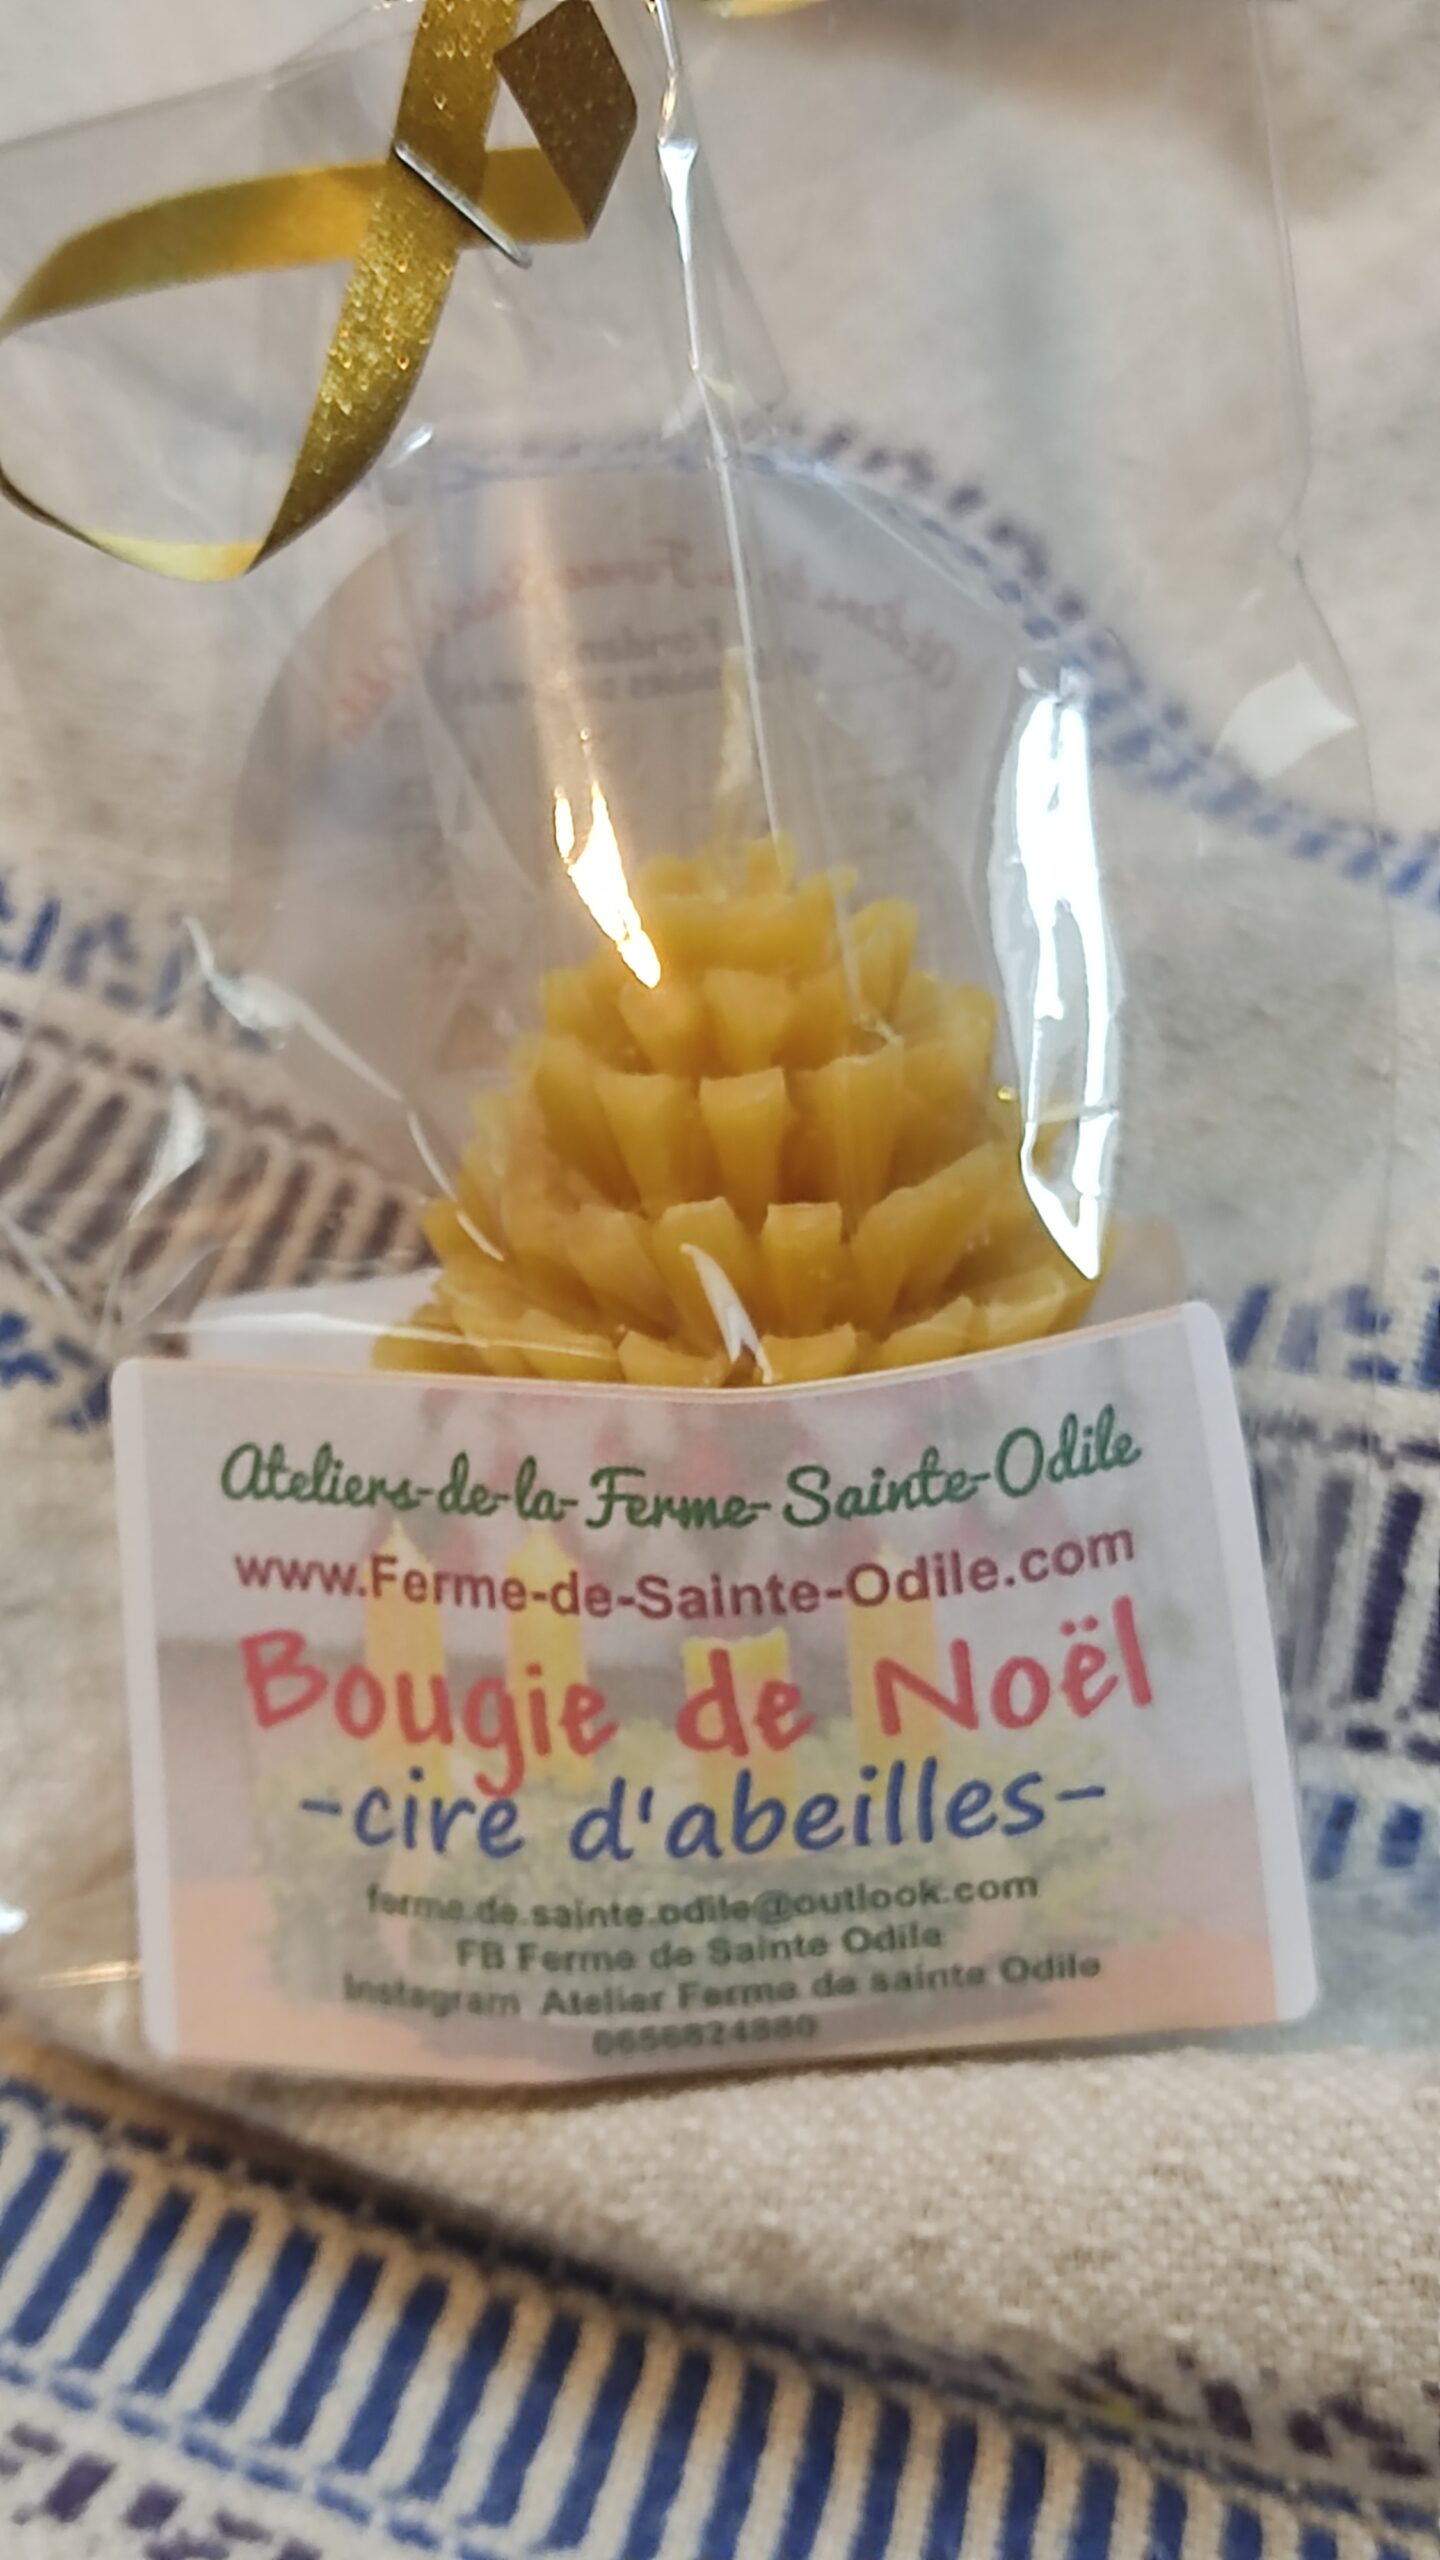 Ateliers-de-la-Ferme-Sainte-Odile
www.Ferme-de-Sainte-Odile.com
Bougie de Noël
-cire d'abeilles-
ferme.de.sainte.odile@outlook.com
FB Ferme de Sainte Odile
Instagram Atelier Ferme de sainte Odile
0656824880